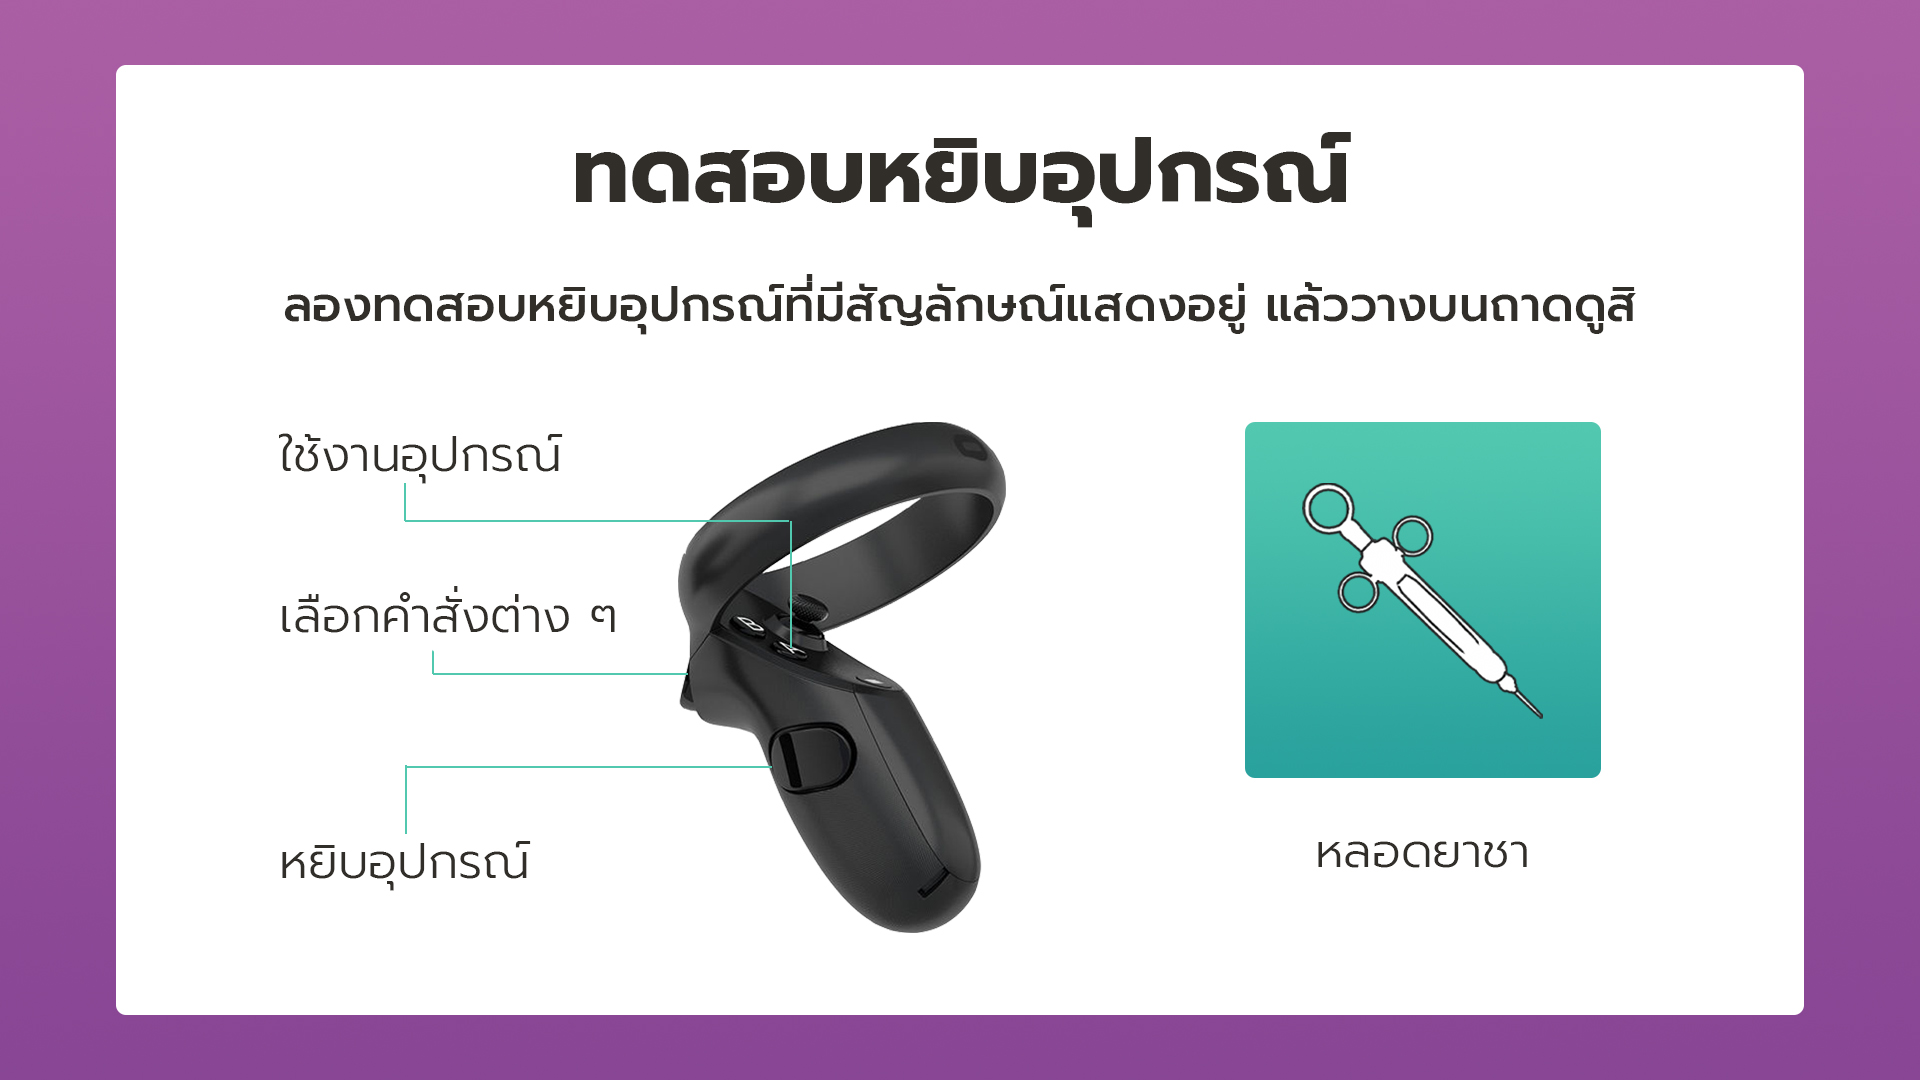 ทดสอบหยิบอุปกรณ์
ลองทดสอบหยิบอุปกรณ์ที่มีสัญลักษณ์แสดงอยู่ แล้ววางบนถาดดูสิ
ใช้งานอุปกรณ์
เลือกคำสั่งต่าง ๆ
B
A
หยิบอุปกรณ์
หลอดยาชา